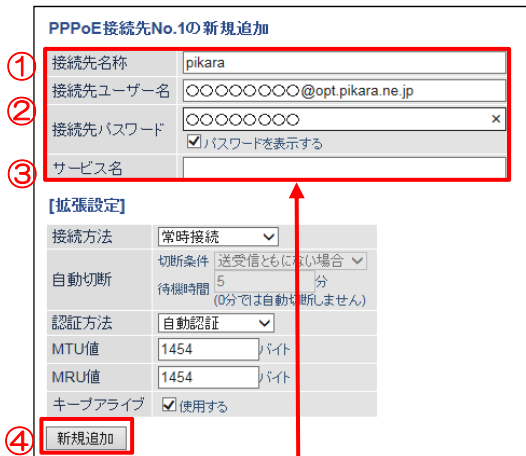 PPPoE接続先No.1の新規追加
① 接続先名称 pikara
接続先ユーザー名 〇〇〇〇〇〇〇〇@opt.pikara.ne.jp
② 接続先パスワード 〇〇〇〇〇〇〇〇 ×
パスワードを表示する
③ サービス名
[拡張設定]
接続方法 常時接続
自動切断 切断条件 送受信ともにない場合
待機時間 5 分
(0分では自動切断しません)
認証方法 自動認証
MTU値 1454 バイト
MRU値 1454 バイト
キープアライブ 使用する
④ 新規追加